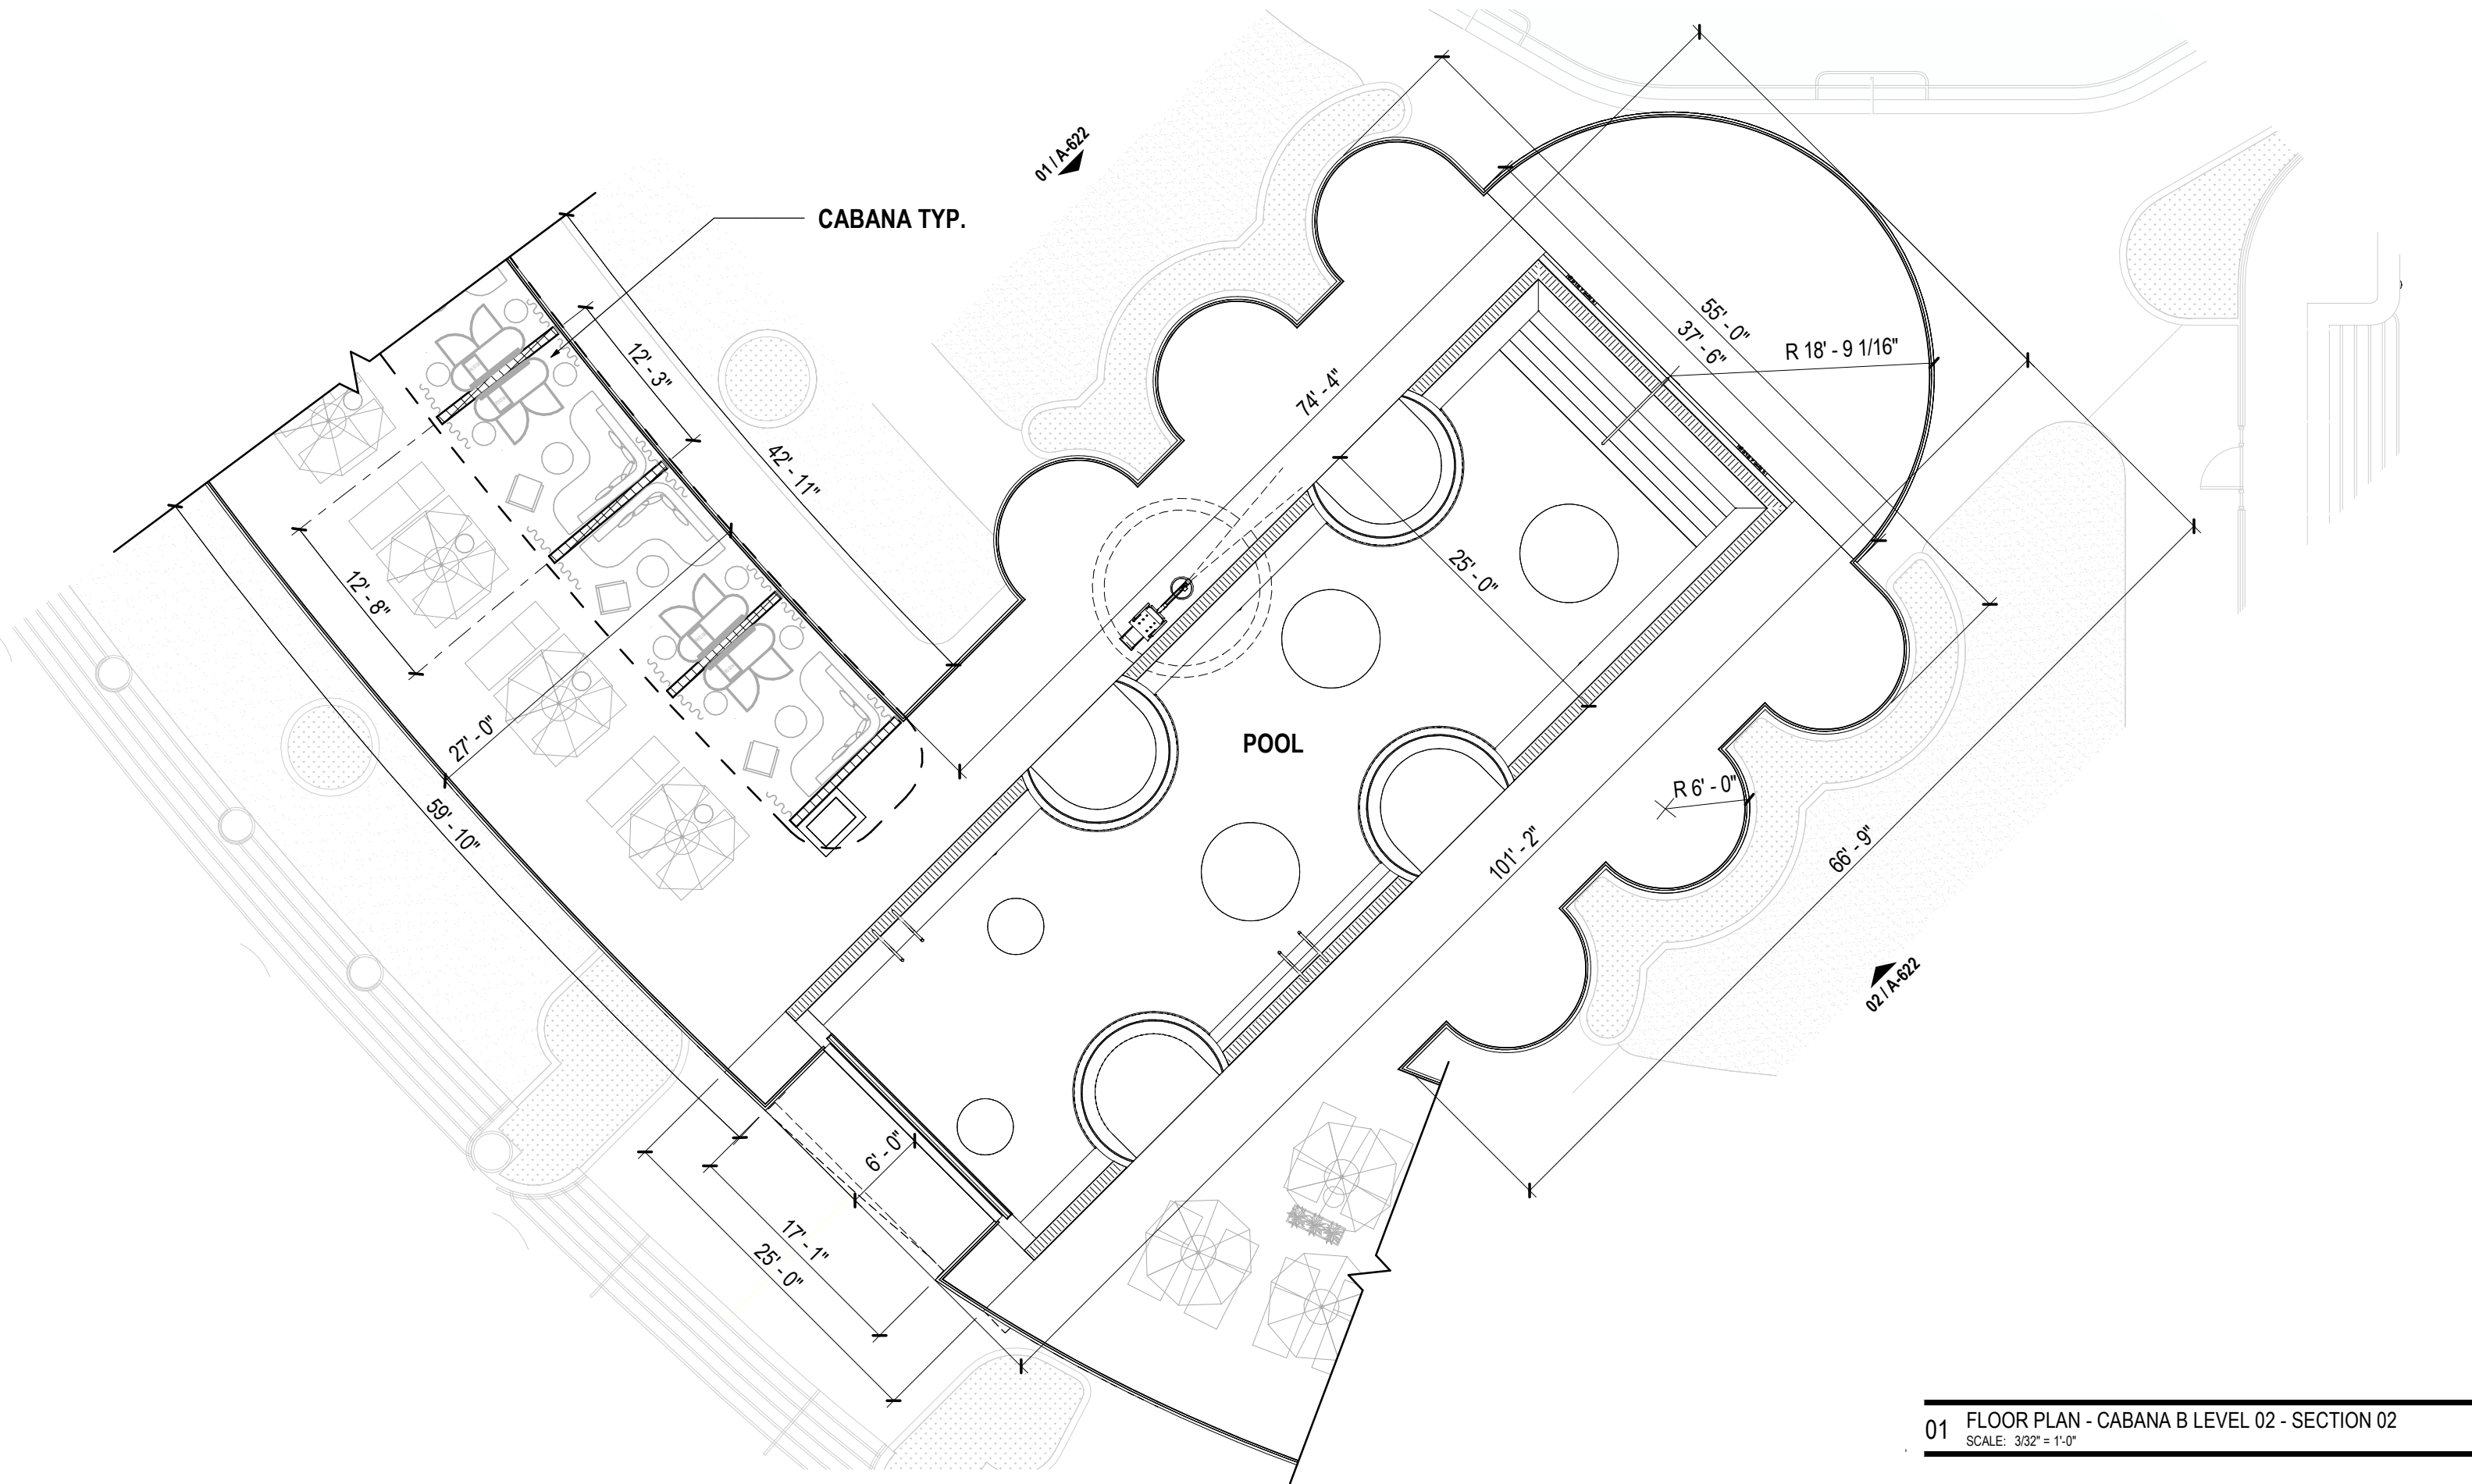 01 / A-622
CABANA TYP.
12' - 3"
42' - 11"
74' - 4"
55' - 0"
37' - 6"
R 18' - 9 1/16"
12' - 8"
25' - 0"
27' - 0"
POOL
59' - 10"
R 6' - 0"
101' - 2"
66' - 9"
02 / A-622
6' - 0"
17' - 1"
25' - 0"
01 FLOOR PLAN - CABANA B LEVEL 02 - SECTION 02
SCALE: 3/32" = 1'-0"